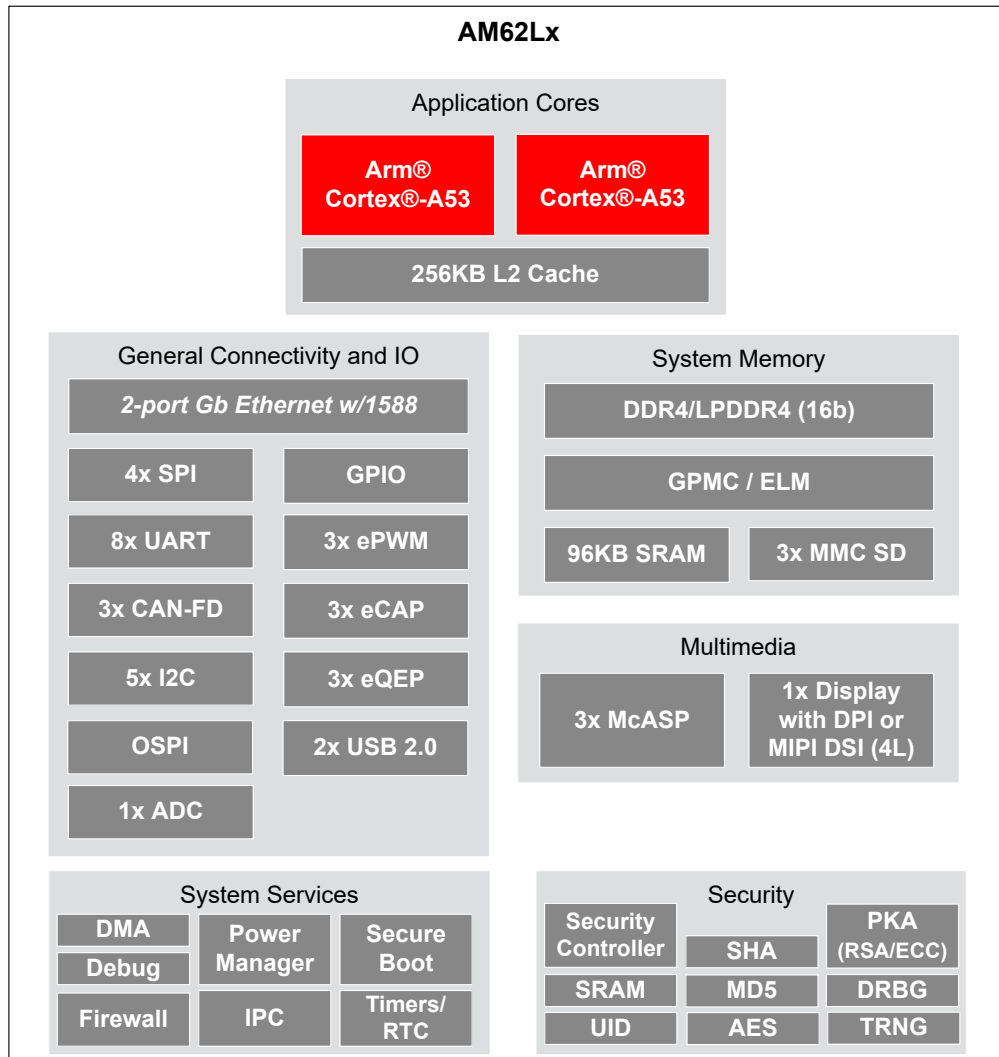 AM62Lx
Application Cores
Arm®
Cortex®-A53
Arm®
Cortex®-A53
256KB L2 Cache
General Connectivity and IO
2-port Gb Ethernet w/1588
4x SPI
GPIO
8x UART
3x ePWM
3x CAN-FD
3x eCAP
5x I2C
3x eQEP
OSPI
2x USB 2.0
1x ADC
System Memory
DDR4/LPDDR4 (16b)
GPMC / ELM
96KB SRAM
3x MMC SD
Multimedia
3x McASP
1x Display
with DPI or
MIPI DSI (4L)
System Services
DMA
Debug
Power
Manager
Secure
Boot
Firewall
IPC
Timers/
RTC
Security
Security
Controller
SHA
PKA
(RSA/ECC)
SRAM
MD5
DRBG
UID
AES
TRNG